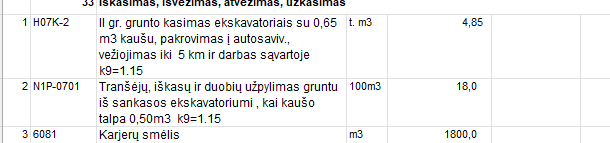 33 Iškasimas, išvežimas, atvežimas, užkasimas
1 H07K-2 II gr. grunto kasimas ekskavatoriais su 0,65 t. m3 4,85
m3 kaušu, pakrovimas į autosaviv.,
vežiojimas iki 5 km ir darbas sąvartoje
k9=1.15
2 N1P-0701 Tranšėjų, iškasų ir duobių užpylimas gruntu 100m3 18,0
iš sankasos ekskavatoriumi , kai kaušo
talpa 0,50m3 k9=1.15
3 6081 Karjerų smėlis m3 1800,0